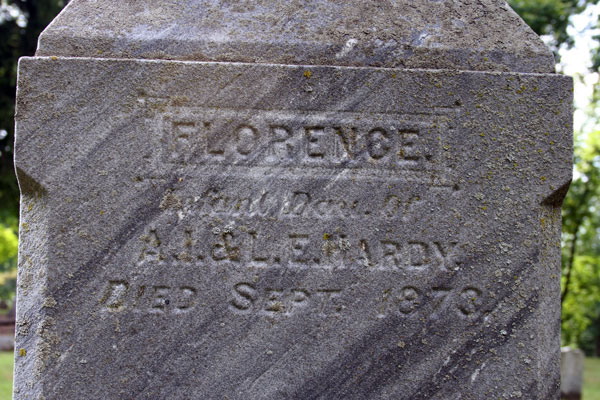 FLORENCE.
Infant Dau. of
A.J. & L.E. HARDY.
DIED SEPT. 1873.